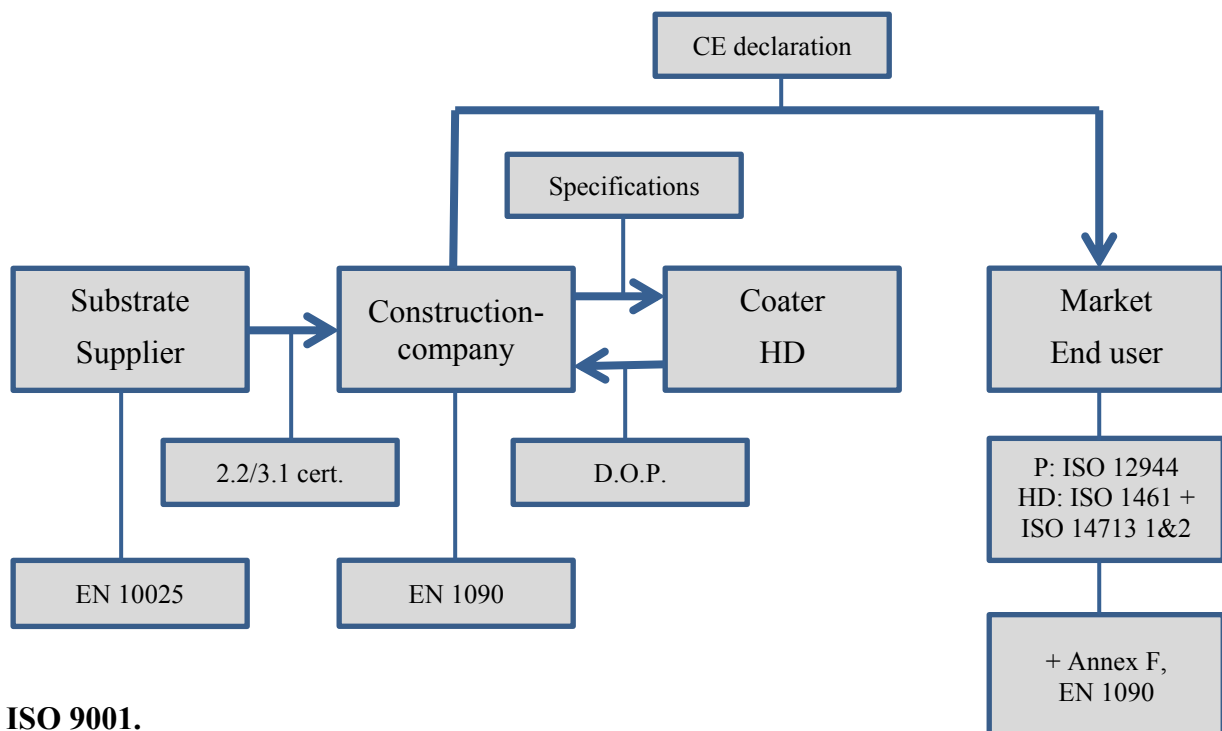 CE declaration
Specifications
Substrate
Supplier
Construction-
company
Coater
HD
Market
End user
2.2/3.1 cert.
D.O.P.
P: ISO 12944
HD: ISO 1461 +
ISO 14713 1&2
EN 10025
EN 1090
+ Annex F,
EN 1090
ISO 9001.